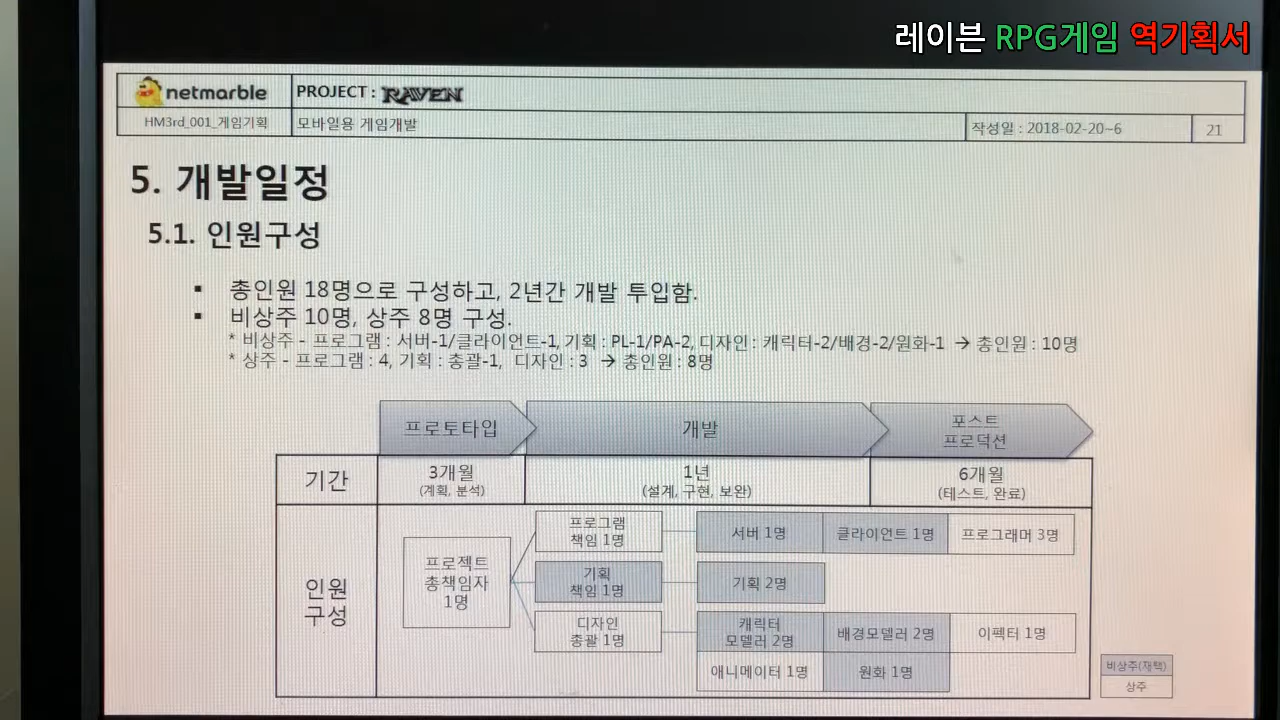 레이븐 RPG게임 역기획서
netmarble
PROJECT : RAVEN
HM3rd_001_게임기획
모바일용 게임개발
작성일 : 2018-02-20~6
21
5. 개발일정
5.1. 인원구성
▪ 총인원 18명으로 구성하고, 2년간 개발 투입함.
▪ 비상주 10명, 상주 8명 구성.
* 비상주 - 프로그램 : 서버-1/클라이언트-1, 기획 : PL-1/PA-2, 디자인 : 캐릭터-2/배경-2/원화-1 → 총인원 : 10명
* 상주 - 프로그램 : 4, 기획 : 총괄-1, 디자인 : 3 → 총인원 : 8명
프로토타입
개발
포스트
프로덕션
기간
3개월
(계획, 분석)
1년
(설계, 구현, 보완)
6개월
(테스트, 완료)
인원
구성
프로젝트
총책임자
1명
프로그램
책임 1명
서버 1명
클라이언트 1명
프로그래머 3명
기획
책임 1명
기획 2명
디자인
총괄 1명
캐릭터
모델러 2명
배경모델러 2명
이펙터 1명
애니메이터 1명
원화 1명
비상주(재택)
상주